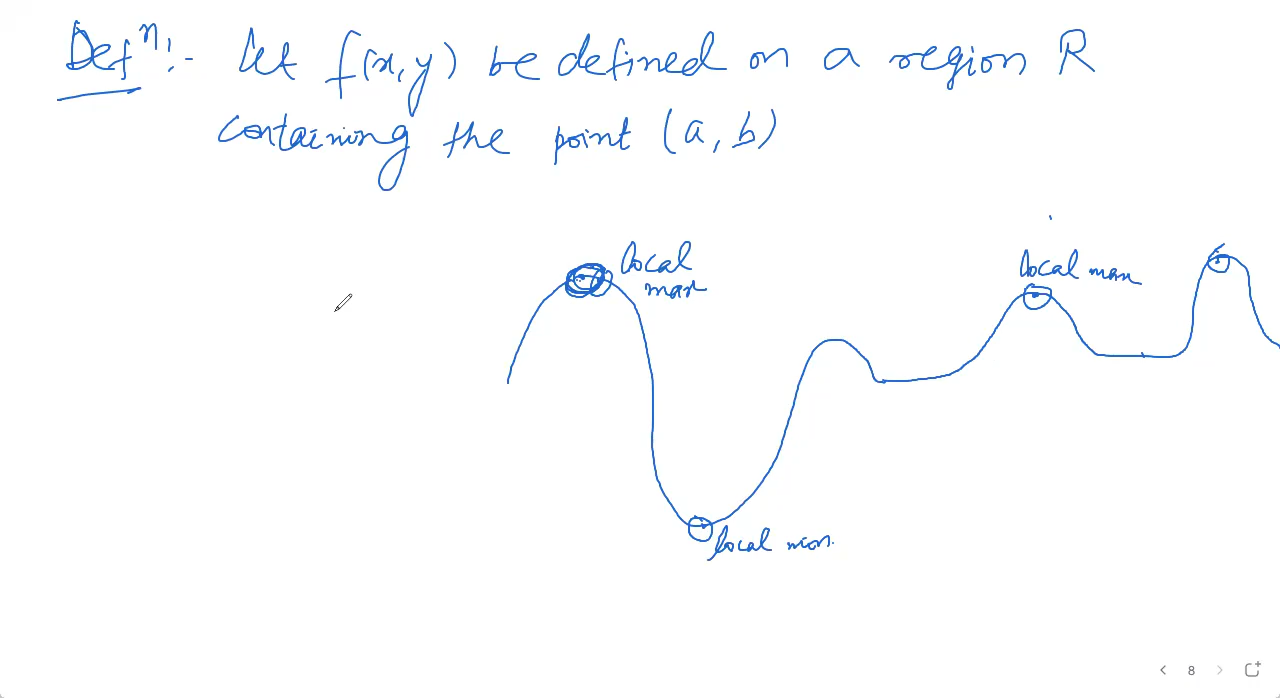 Defⁿ:- Let f(x,y) be defined on a region R
containing the point (a, b)
local
max
local max
local min.
8